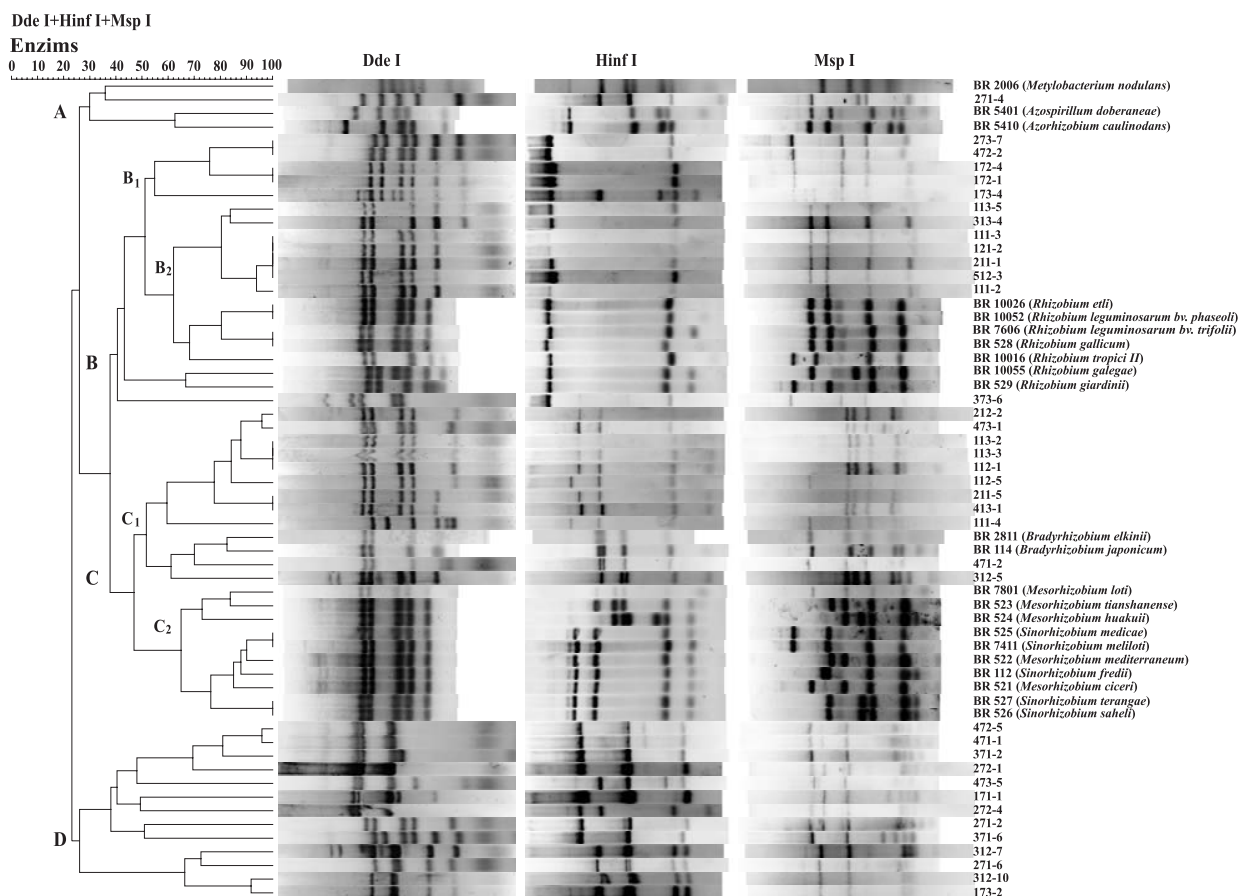 Dde I+Hinf I+Msp I
Enzims
0 10 20 30 40 50 60 70 80 90 100
Dde I Hinf I Msp I
BR 2006 (Metylobacterium nodulans)
271-4
A
BR 5401 (Azospirillum doberaneae)
BR 5410 (Azorhizobium caulinodans)
273-7
472-2
172-4
B1
172-1
173-4
113-5
313-4
111-3
121-2
B2
211-1
512-3
111-2
BR 10026 (Rhizobium etli)
BR 10052 (Rhizobium leguminosarum bv. phaseoli)
BR 7606 (Rhizobium leguminosarum bv. trifolii)
BR 528 (Rhizobium gallicum)
BR 10016 (Rhizobium tropici II)
B
BR 10055 (Rhizobium galegae)
BR 529 (Rhizobium giardinii)
373-6
212-2
473-1
113-2
113-3
112-1
112-5
211-5
413-1
C1
111-4
BR 2811 (Bradyrhizobium elkinii)
BR 114 (Bradyrhizobium japonicum)
471-2
C
312-5
BR 7801 (Mesorhizobium loti)
BR 523 (Mesorhizobium tianshanense)
BR 524 (Mesorhizobium huakuii)
C2
BR 525 (Sinorhizobium medicae)
BR 7411 (Sinorhizobium meliloti)
BR 522 (Mesorhizobium mediterraneum)
BR 112 (Sinorhizobium fredii)
BR 521 (Mesorhizobium ciceri)
BR 527 (Sinorhizobium terangae)
BR 526 (Sinorhizobium saheli)
472-5
471-1
371-2
272-1
473-5
171-1
272-4
271-2
D
371-6
312-7
271-6
312-10
173-2